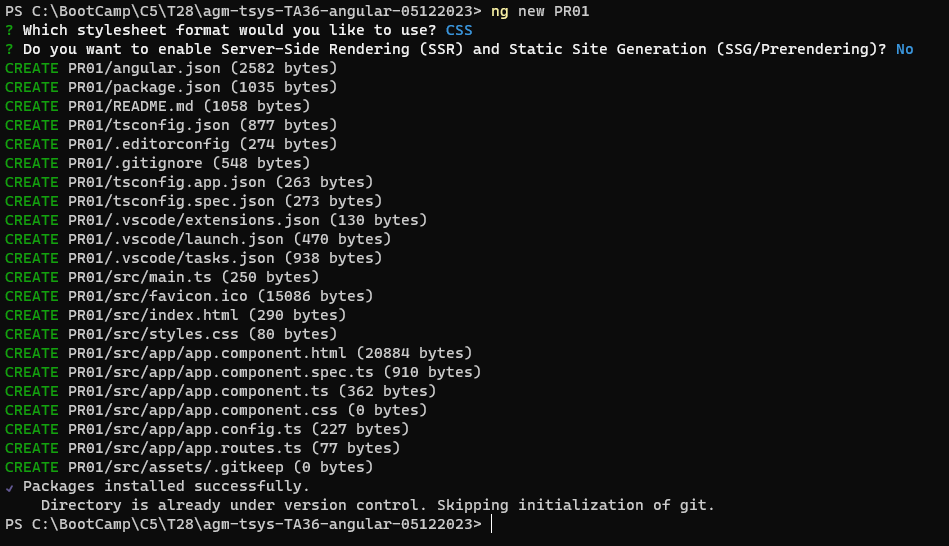 PS C:\BootCamp\C5\T28\agm-tsys-TA36-angular-05122023> ng new PR01
? Which stylesheet format would you like to use? CSS
? Do you want to enable Server-Side Rendering (SSR) and Static Site Generation (SSG/Prerendering)? No
CREATE PR01/angular.json (2582 bytes)
CREATE PR01/package.json (1035 bytes)
CREATE PR01/README.md (1058 bytes)
CREATE PR01/tsconfig.json (877 bytes)
CREATE PR01/.editorconfig (274 bytes)
CREATE PR01/.gitignore (548 bytes)
CREATE PR01/tsconfig.app.json (263 bytes)
CREATE PR01/tsconfig.spec.json (273 bytes)
CREATE PR01/.vscode/extensions.json (130 bytes)
CREATE PR01/.vscode/launch.json (470 bytes)
CREATE PR01/.vscode/tasks.json (938 bytes)
CREATE PR01/src/main.ts (250 bytes)
CREATE PR01/src/favicon.ico (15086 bytes)
CREATE PR01/src/index.html (290 bytes)
CREATE PR01/src/styles.css (80 bytes)
CREATE PR01/src/app/app.component.html (20884 bytes)
CREATE PR01/src/app/app.component.spec.ts (910 bytes)
CREATE PR01/src/app/app.component.ts (362 bytes)
CREATE PR01/src/app/app.component.css (0 bytes)
CREATE PR01/src/app/app.config.ts (227 bytes)
CREATE PR01/src/app/app.routes.ts (77 bytes)
CREATE PR01/src/assets/.gitkeep (0 bytes)
✓ Packages installed successfully.
Directory is already under version control. Skipping initialization of git.
PS C:\BootCamp\C5\T28\agm-tsys-TA36-angular-05122023>